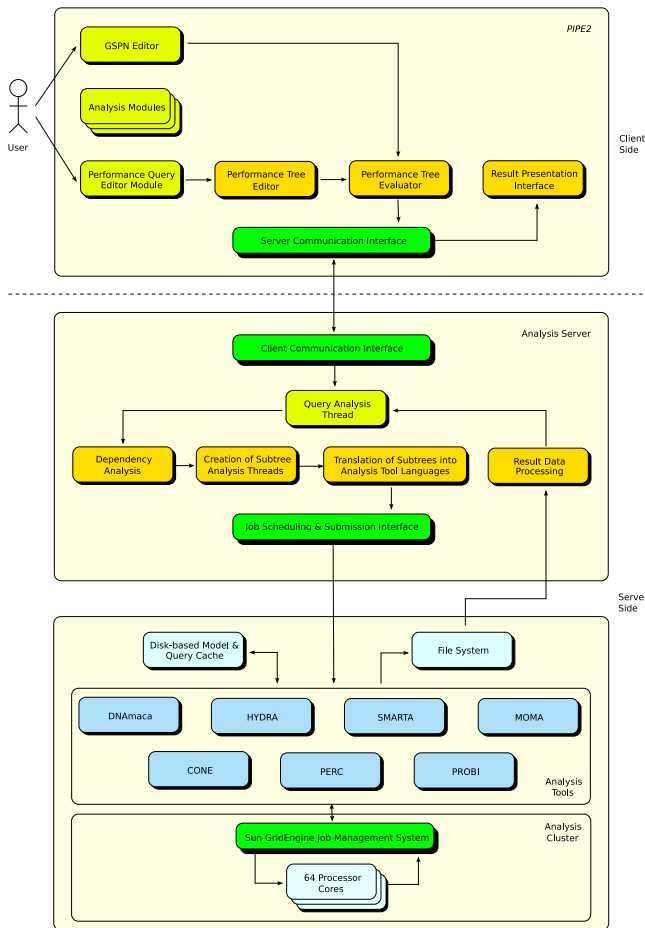 PIPE2
GSPN Editor
Analysis Modules
User
Client
Side
Performance Query
Editor Module
Performance Tree
Editor
Performance Tree
Evaluator
Result Presentation
Interface
Server Communication Interface
Analysis Server
Client Communication Interface
Query Analysis
Thread
Dependency
Analysis
Creation of Subtree
Analysis Threads
Translation of Subtrees into
Analysis Tool Languages
Result Data
Processing
Job Scheduling & Submission Interface
Server
Side
Disk-based Model &
Query Cache
File System
DNAmaca
HYDRA
SMARTA
MOMA
CONE
PERC
PROBI
Analysis
Tools
Analysis
Cluster
Sun GridEngine Job Management System
64 Processor
Cores